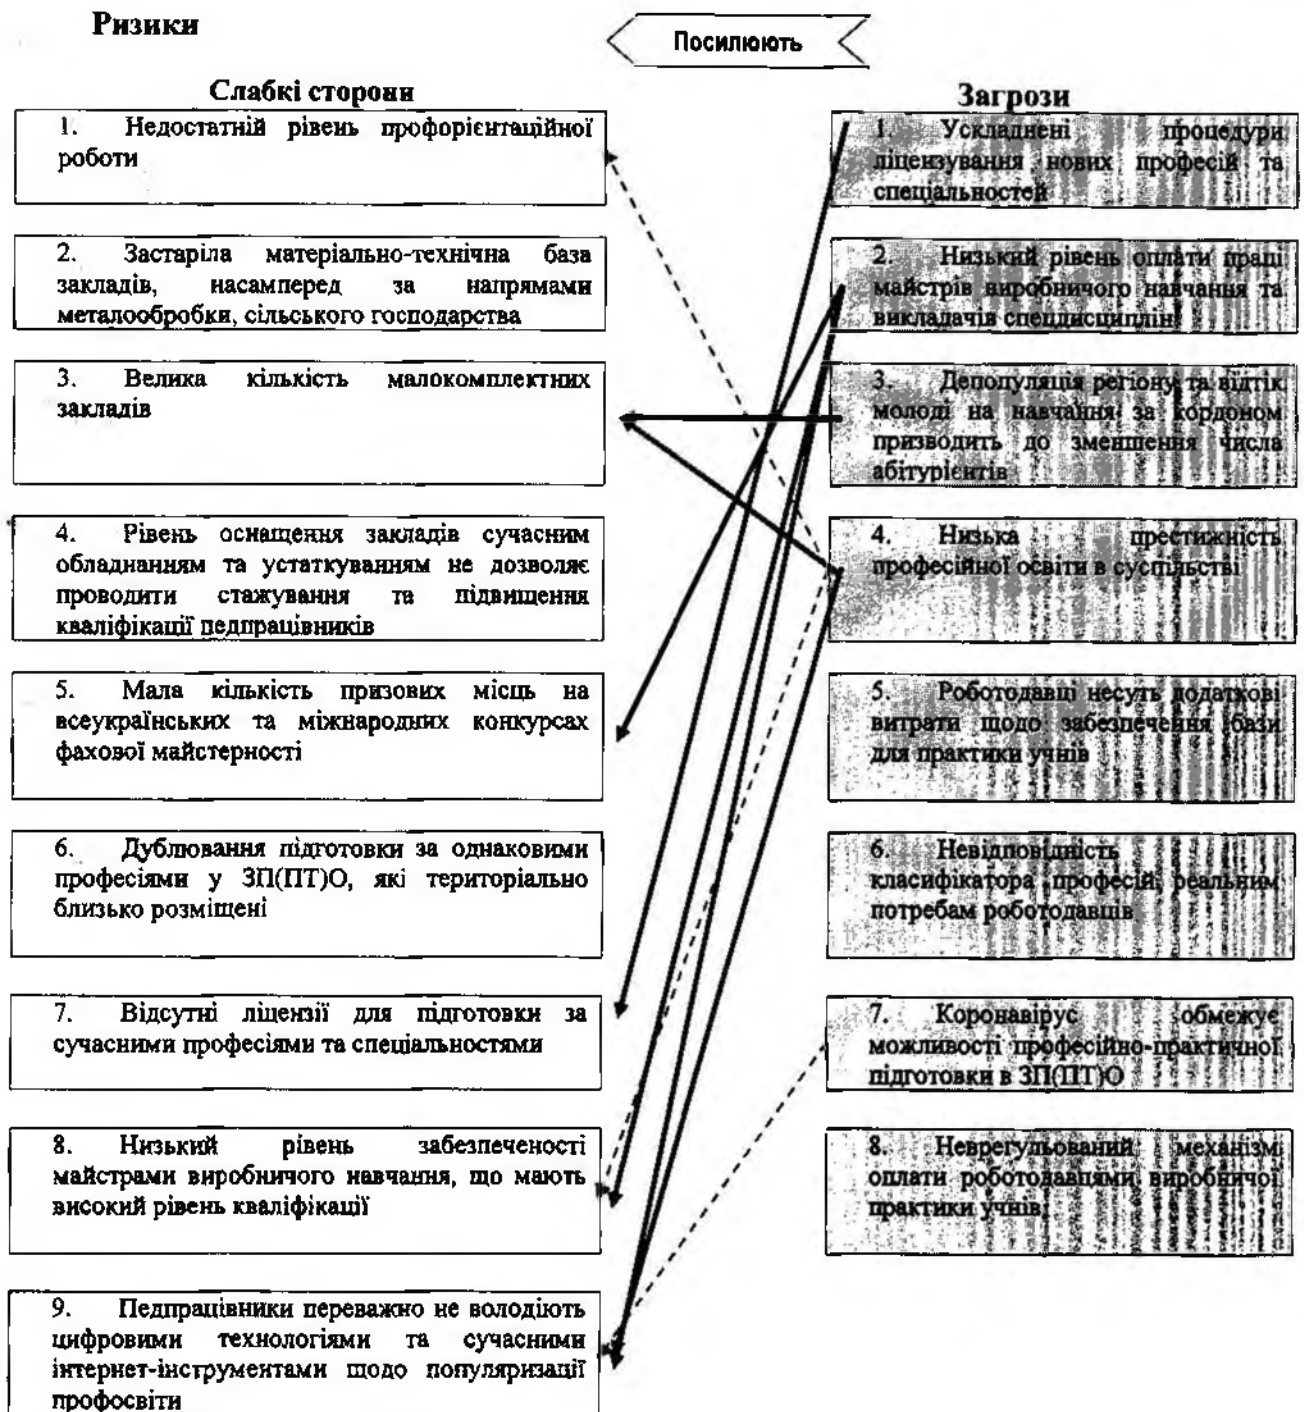 Ризики
Посилюють
Слабкі сторони
1. Недостатній рівень профорієнтаційної
роботи
2. Застаріла матеріально-технічна база
закладів, насамперед за напрямами
металообробки, сільського господарства
3. Велика кількість малокомплектних
закладів
4. Рівень оснащення закладів сучасним
обладнанням та устаткуванням не дозволяє
проводити стажування та підвищення
кваліфікації педпрацівників
5. Мала кількість призових місць на
всеукраїнських та міжнародних конкурсах
фахової майстерності
6. Дублювання підготовки за однаковими
професіями у ЗП(ПТ)О, які територіально
близько розміщені
7. Відсутні ліцензії для підготовки за
сучасними професіями та спеціальностями
8. Низький рівень забезпеченості
майстрами виробничого навчання, що мають
високий рівень кваліфікації
9. Педпрацівники переважно не володіють
цифровими технологіями та сучасними
інтернет-інструментами щодо популяризації
профосвіти
Загрози
1. Ускладнені процедури
ліцензування нових професій та
спеціальностей
2. Низький рівень оплати праці
майстрів виробничого навчання та
викладачів спецдисциплін
3. Депопуляція регіону та відтік
молоді на навчання за кордоном
призводить до зменшення числа
абітурієнтів
4. Низька престижність
професійної освіти в суспільстві
5. Роботодавці несуть додаткові
витрати щодо забезпечення бази
для практики учнів
6. Невідповідність
класифікатора професій реальним
потребам роботодавців
7. Коронавірус обмежує
можливості професійно-практичної
підготовки в ЗП(ПТ)О
8. Неврегульований механізм
оплати роботодавцями виробничої
практики учнів